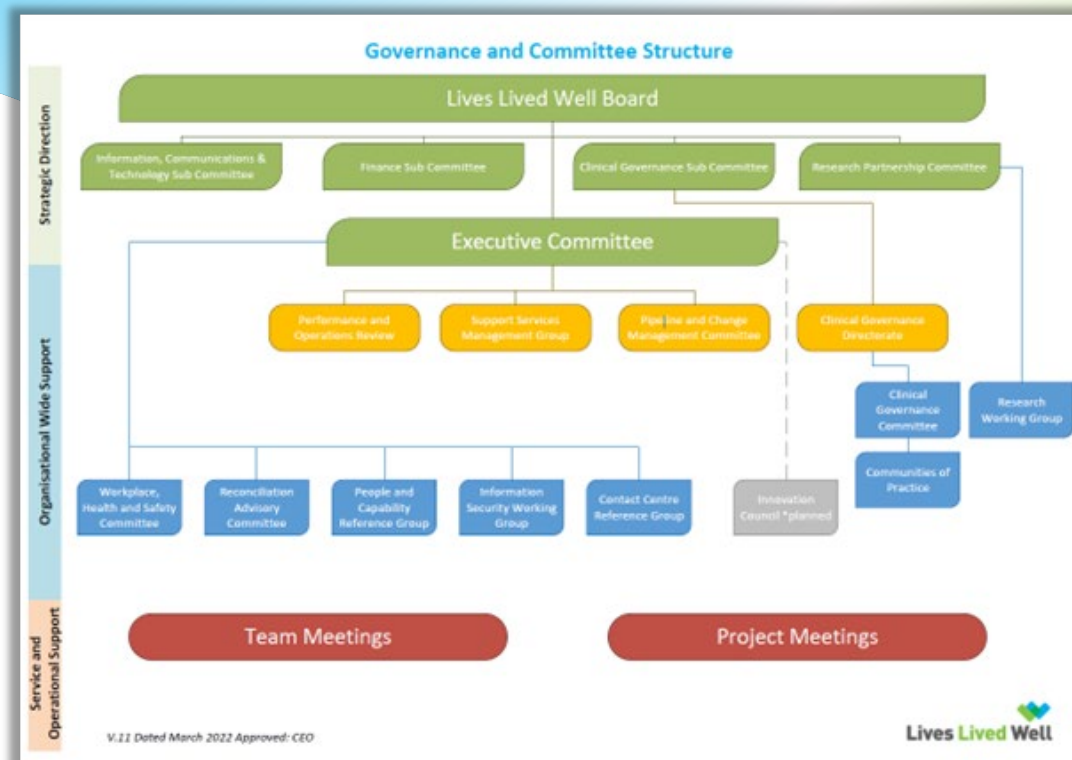 Governance and Committee Structure
Strategic Direction
Lives Lived Well Board
Information, Communications &
Technology Sub Committee
Finance Sub Committee
Clinical Governance Sub Committee
Research Partnership Committee
Executive Committee
Organisational Wide Support
Performance and
Operations Review
Support Services
Management Group
Pipeline and Change
Management Committee
Clinical Governance
Directorate
Clinical
Governance
Committee
Research
Working Group
Communities of
Practice
Workplace,
Health and Safety
Committee
Reconciliation
Advisory
Committee
People and
Capability
Reference Group
Information
Security Working
Group
Contact Centre
Reference Group
Innovation
Council *planned
Service and
Operational Support
Team Meetings
Project Meetings
V.11 Dated March 2022 Approved: CEO
Lives Lived Well